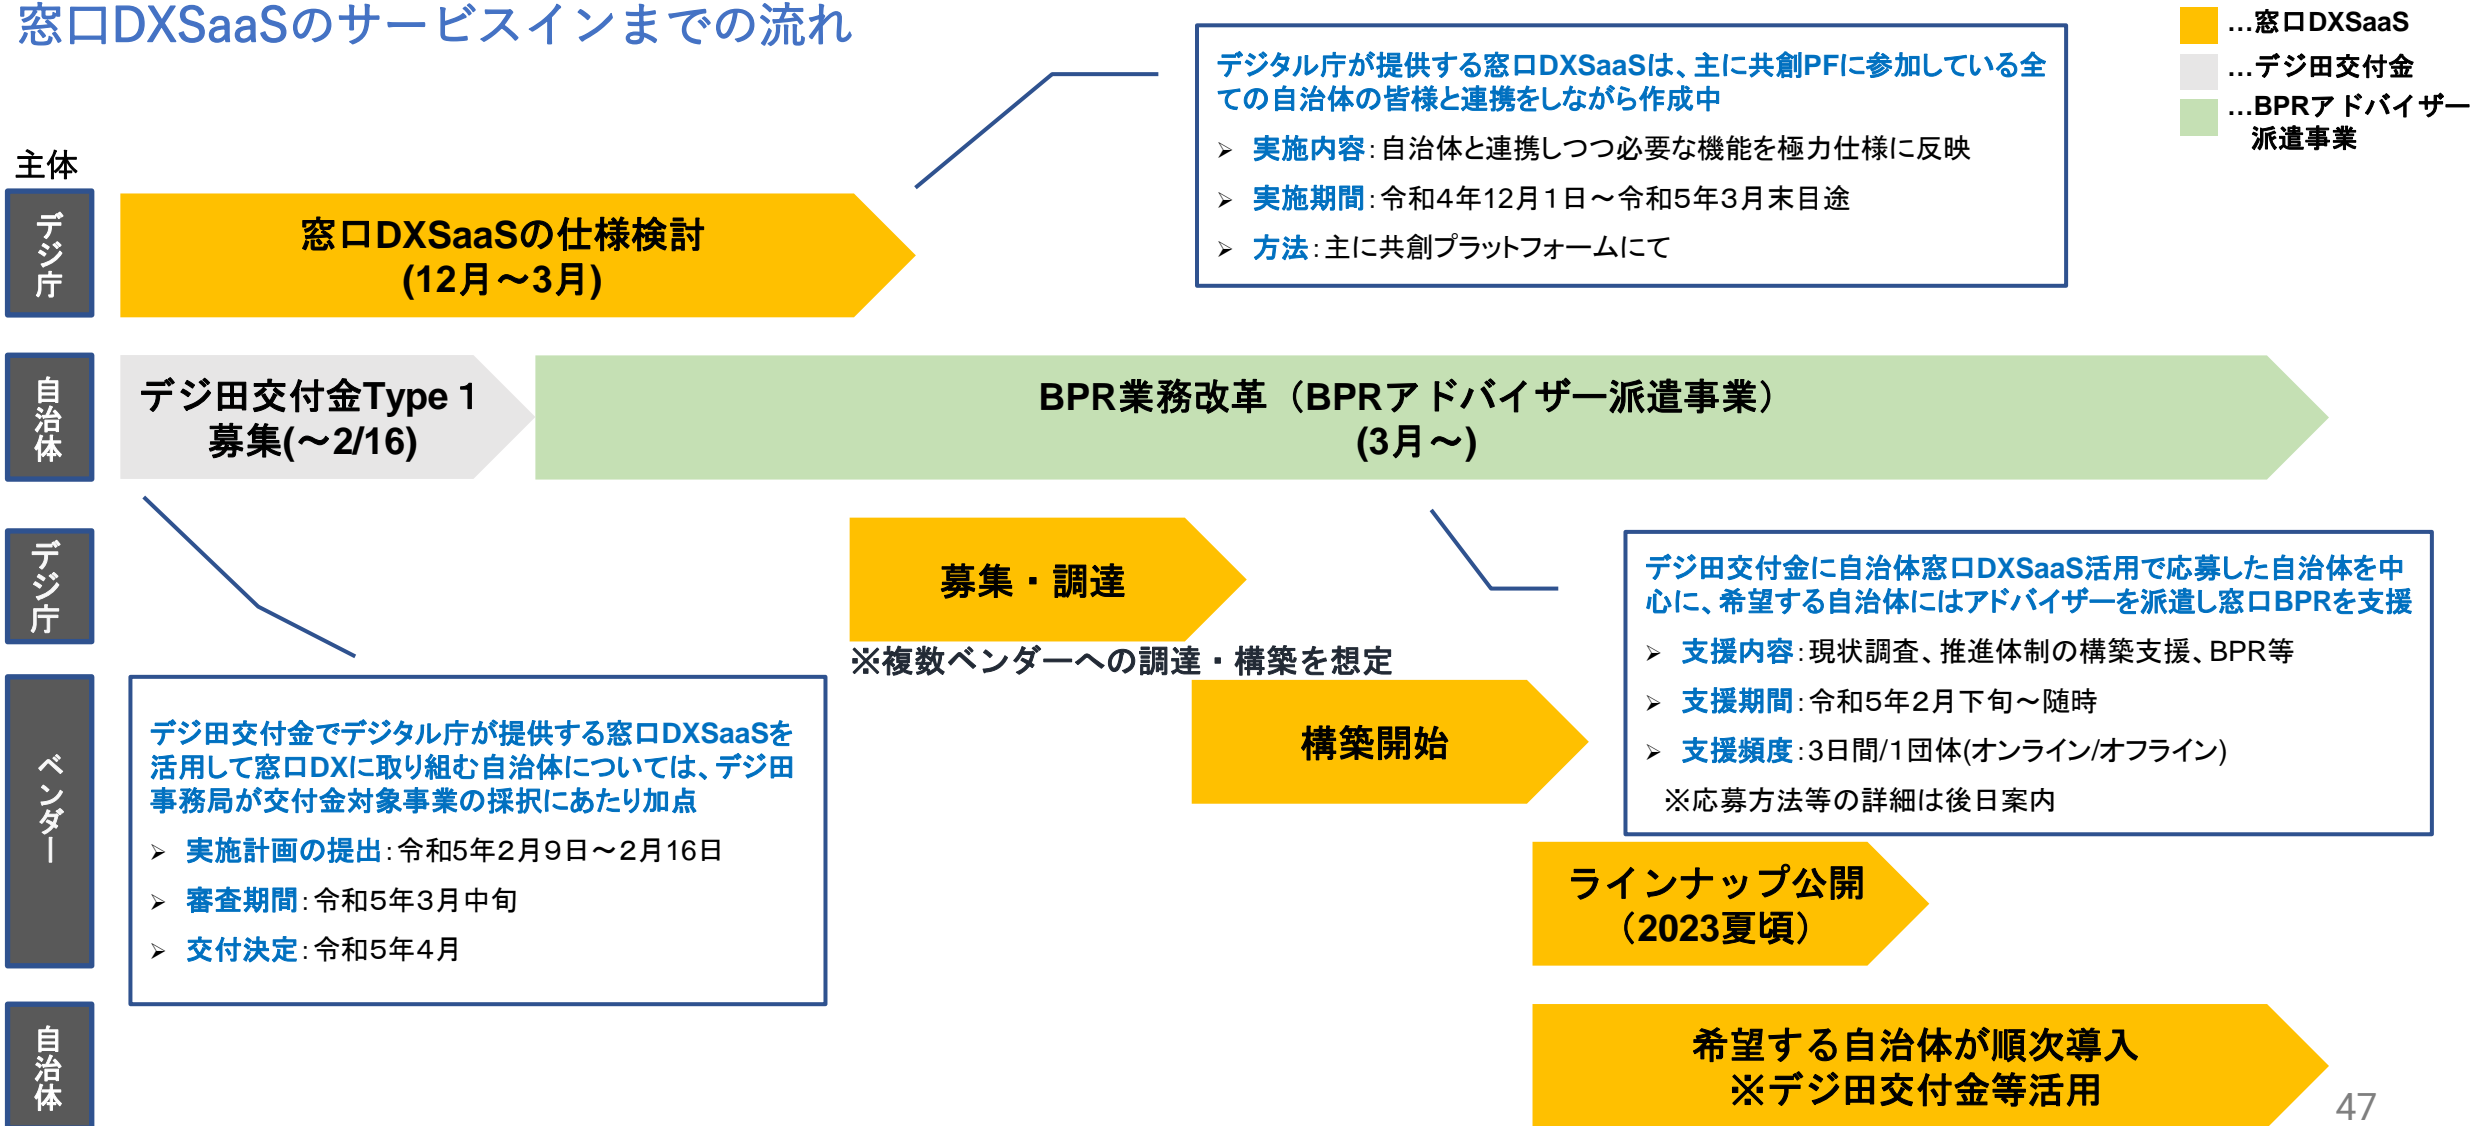 窓口DXSaaSのサービスインまでの流れ
…窓口DXSaaS
…デジ田交付金
…BPRアドバイザー
派遣事業
デジタル庁が提供する窓口DXSaaSは、主に共創PFに参加している全
ての自治体の皆様と連携をしながら作成中
➢ 実施内容：自治体と連携しつつ必要な機能を極力仕様に反映
➢ 実施期間：令和4年12月1日～令和5年3月末目途
➢ 方法：主に共創プラットフォームにて
主体
デジ庁
窓口DXSaaSの仕様検討
(12月～3月)
自治体
デジ田交付金Type１
募集(～2/16)
BPR業務改革（BPRアドバイザー派遣事業）
(3月～)
デジ庁
募集・調達
※複数ベンダーへの調達・構築を想定
デジ田交付金に自治体窓口DXSaaS活用で応募した自治体を中
心に、希望する自治体にはアドバイザーを派遣し窓口BPRを支援
➢ 支援内容：現状調査、推進体制の構築支援、BPR等
➢ 支援期間：令和5年2月下旬～随時
➢ 支援頻度：3日間/1団体(オンライン/オフライン)
※応募方法等の詳細は後日案内
ベンダー
デジ田交付金でデジタル庁が提供する窓口DXSaaSを
活用して窓口DXに取り組む自治体については、デジ田
事務局が交付金対象事業の採択にあたり加点
➢ 実施計画の提出：令和5年2月9日～2月16日
➢ 審査期間：令和5年3月中旬
➢ 交付決定：令和5年4月
構築開始
ラインナップ公開
（2023夏頃）
自治体
希望する自治体が順次導入
※デジ田交付金等活用
47